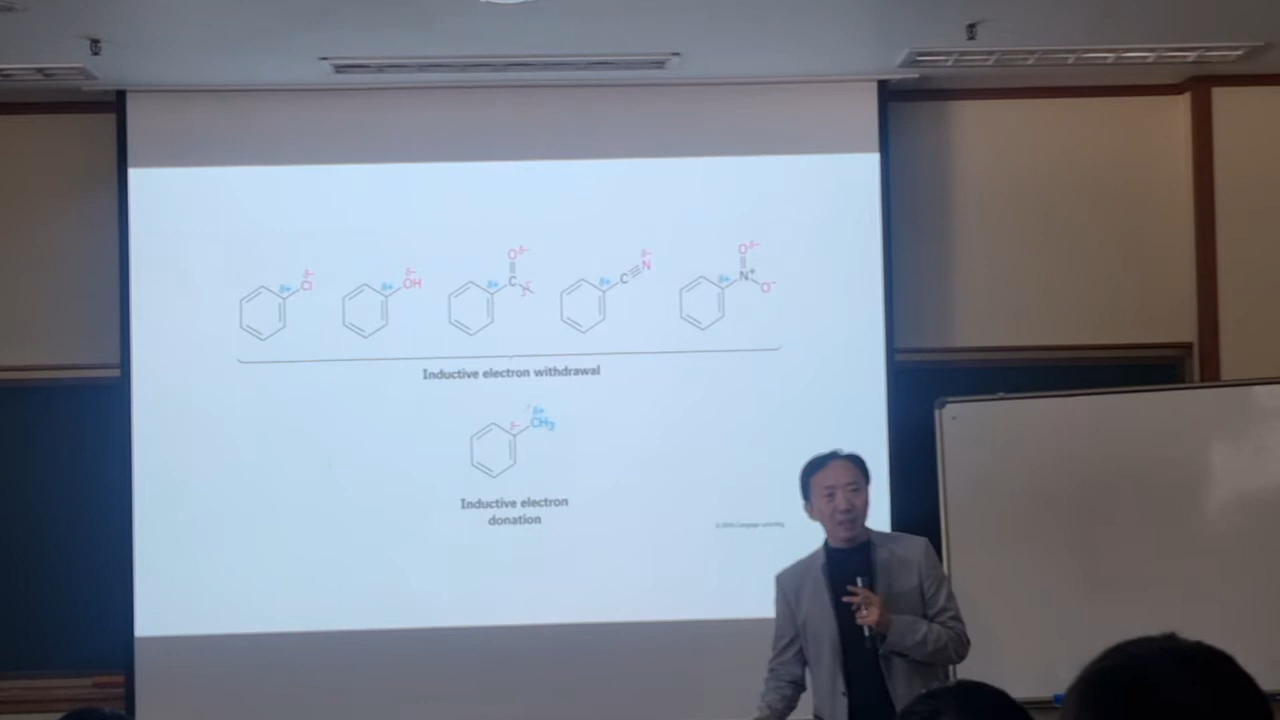 δ− δ− O δ− δ− O δ−
δ+ Cl δ+ OH δ+ C δ+ C N δ+ N+ O−
Inductive electron withdrawal
δ+
δ− CH3
Inductive electron
donation